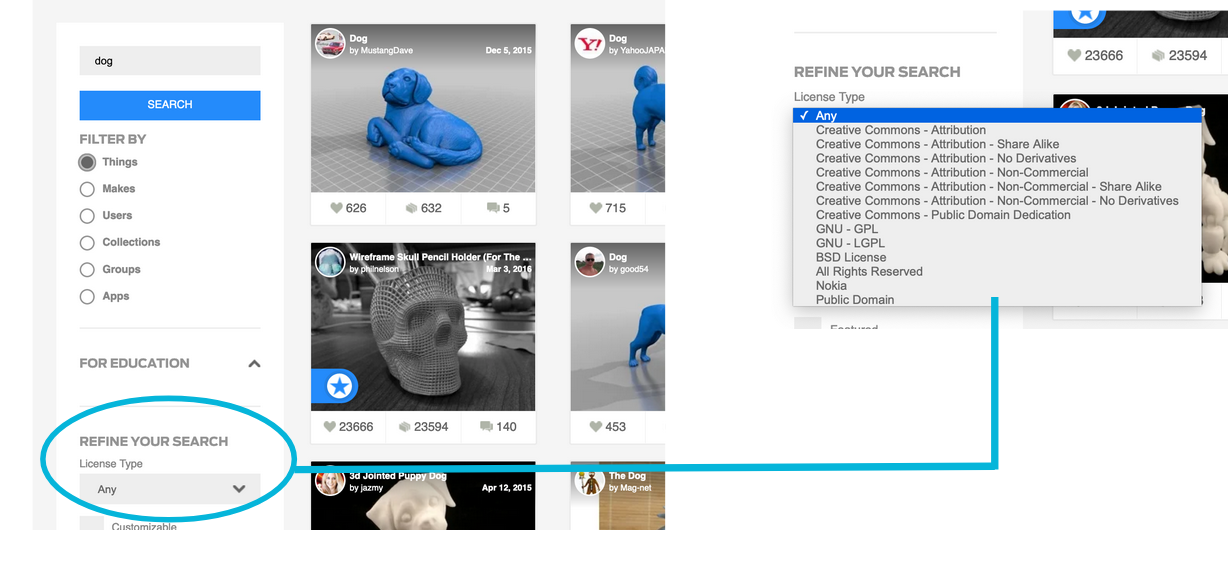 dog
SEARCH
FILTER BY
Things
Makes
Users
Collections
Groups
Apps
FOR EDUCATION
REFINE YOUR SEARCH
License Type
Any
Customizable
Dog
by MustangDave
Dec 5, 2015
626
632
5
Y!
Dog
by YahooJAPA
715
Wireframe Skull Pencil Holder (For The ...
by philnelson
Mar 3, 2016
23666
23594
140
Dog
by good54
453
3d Jointed Puppy Dog
by jazmy
Apr 12, 2015
The Dog
by Mag-net
23666
23594
REFINE YOUR SEARCH
License Type
✓ Any
Creative Commons - Attribution
Creative Commons - Attribution - Share Alike
Creative Commons - Attribution - No Derivatives
Creative Commons - Attribution - Non-Commercial
Creative Commons - Attribution - Non-Commercial - Share Alike
Creative Commons - Attribution - Non-Commercial - No Derivatives
Creative Commons - Public Domain Dedication
GNU - GPL
GNU - LGPL
BSD License
All Rights Reserved
Nokia
Public Domain
Featured